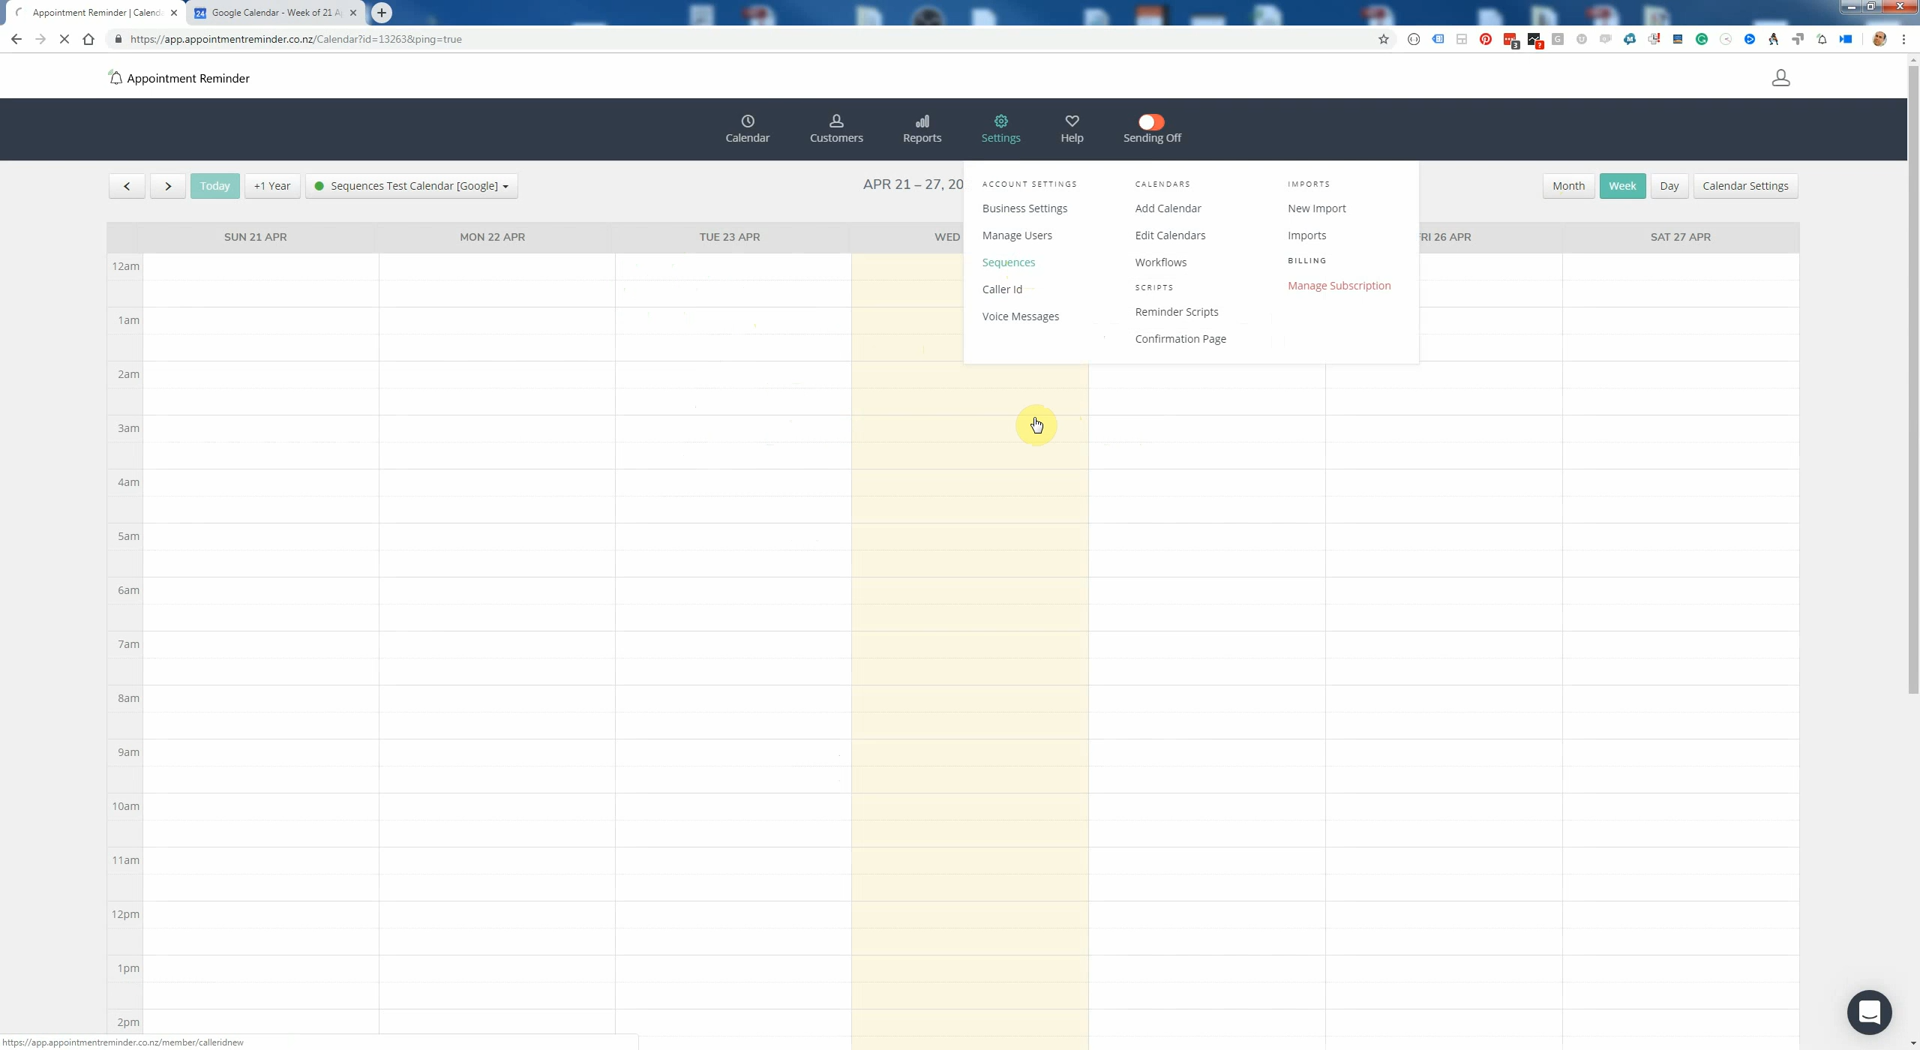 Appointment Reminder | Calend
Google Calendar - Week of 21 A
https://app.appointmentreminder.co.nz/Calendar?id=13263&ping=true
Appointment Reminder
Calendar
Customers
Reports
Settings
Help
Sending Off
Today
+1 Year
Sequences Test Calendar [Google]
APR 21 – 27, 20
Month
Week
Day
Calendar Settings
ACCOUNT SETTINGS
Business Settings
Manage Users
Sequences
Caller Id
Voice Messages
CALENDARS
Add Calendar
Edit Calendars
Workflows
SCRIPTS
Reminder Scripts
Confirmation Page
IMPORTS
New Import
Imports
BILLING
Manage Subscription
SUN 21 APR
MON 22 APR
TUE 23 APR
WED
FRI 26 APR
SAT 27 APR
12am
1am
2am
3am
4am
5am
6am
7am
8am
9am
10am
11am
12pm
1pm
2pm
https://app.appointmentreminder.co.nz/member/calleridnew